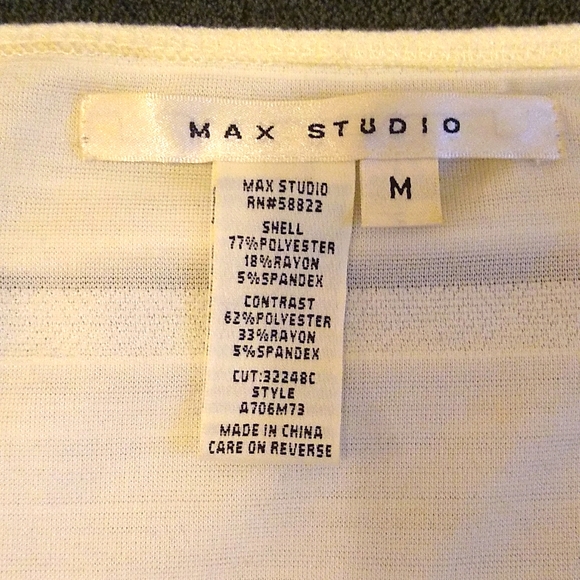 MAX STUDIO
M
MAX STUDIO
RN#58822
SHELL
77%POLYESTER
18%RAYON
5%SPANDEX
CONTRAST
62%POLYESTER
33%RAYON
5%SPANDEX
CUT:32248C
STYLE
A706M73
MADE IN CHINA
CARE ON REVERSE